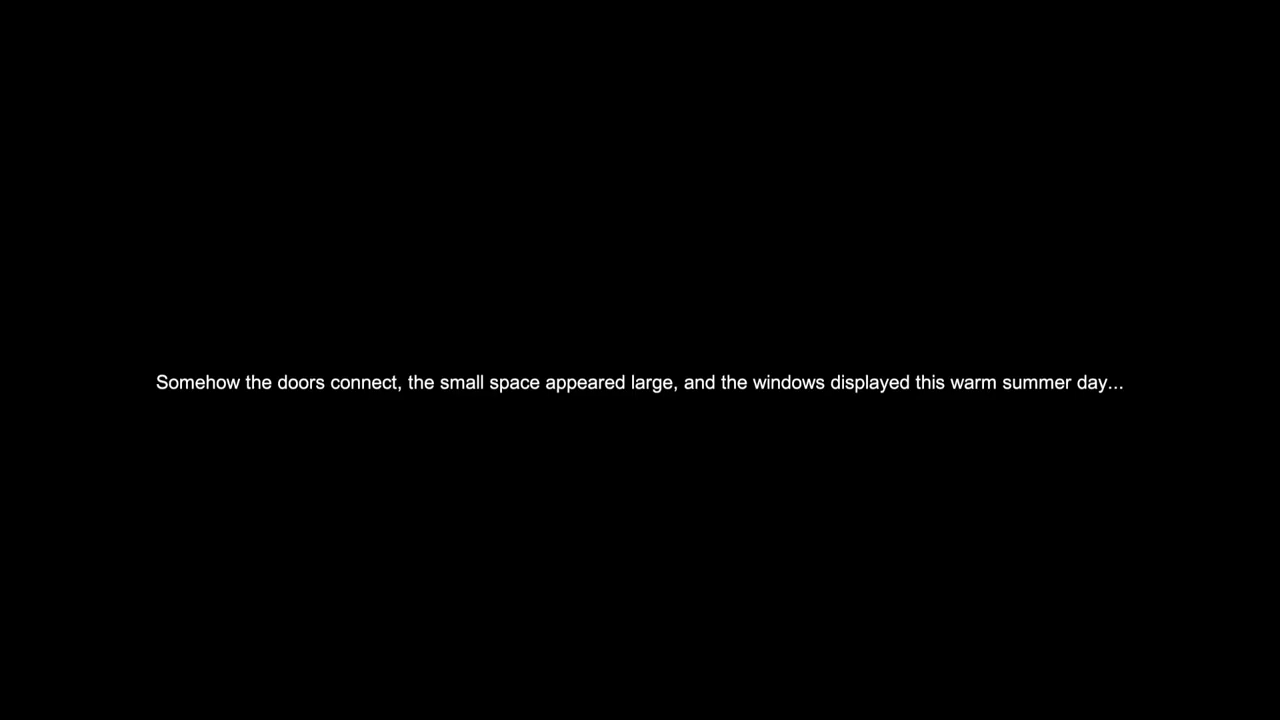 Somehow the doors connect, the small space appeared large, and the windows displayed this warm summer day...